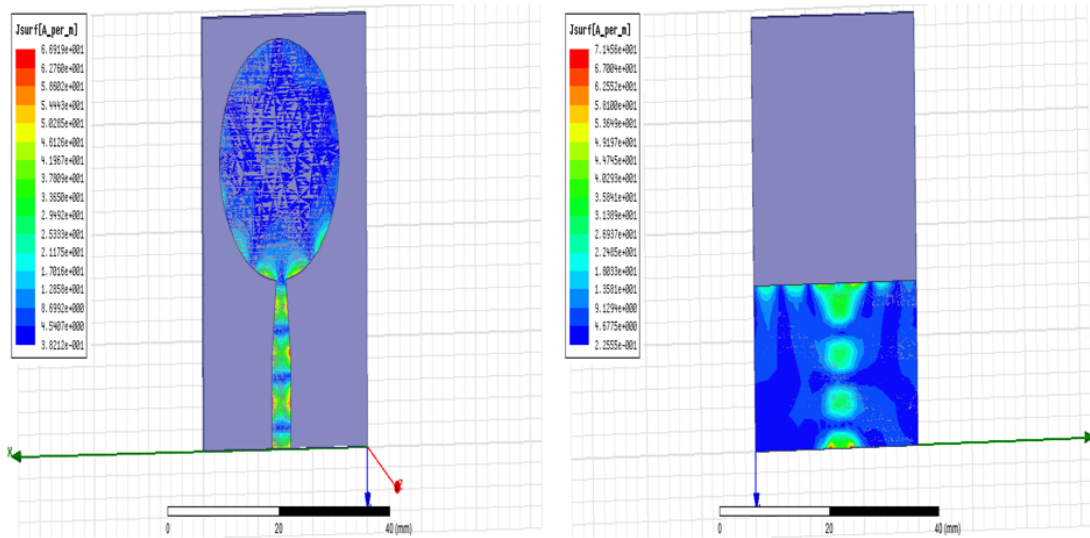 Jsurf[A_per_m]
6.6919e+001
6.2760e+001
5.8602e+001
5.4443e+001
5.0285e+001
4.6126e+001
4.1967e+001
3.7809e+001
3.3650e+001
2.9492e+001
2.5333e+001
2.1175e+001
1.7016e+001
1.2858e+001
8.6992e+000
4.5407e+000
3.8212e-001
X
0 20 40 (mm)
Jsurf[A_per_m]
7.1456e+001
6.7004e+001
6.2552e+001
5.8100e+001
5.3649e+001
4.9197e+001
4.4745e+001
4.0293e+001
3.5841e+001
3.1389e+001
2.6937e+001
2.2485e+001
1.8033e+001
1.3581e+001
9.1294e+000
4.6775e+000
2.2555e-001
0 20 40 (mm)